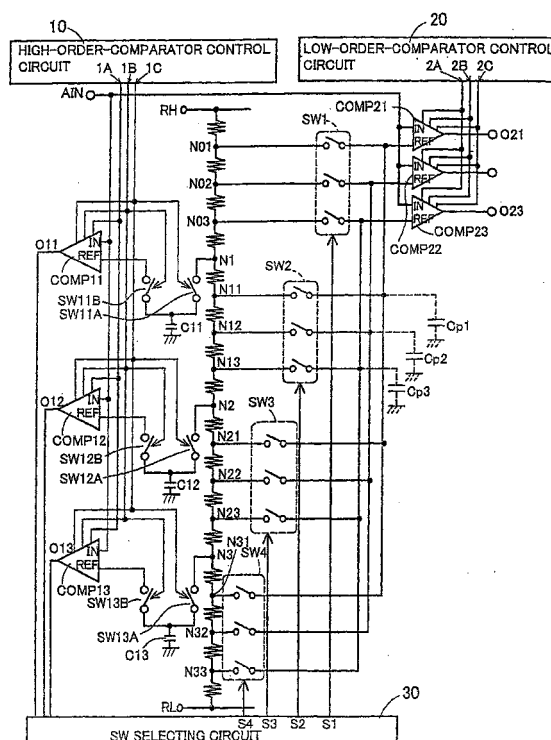 10
HIGH-ORDER-COMPARATOR CONTROL
CIRCUIT 1A 1B 1C
20
LOW-ORDER-COMPARATOR CONTROL
CIRCUIT 2A 2B 2C
AIN
RH
SW1
COMP21
IN
REF
O21
IN
REF
IN
REF
O23
COMP22
COMP23
N01
N02
N03
N1
O11
IN
REF
COMP11
SW11B
SW11A
C11
SW2
N11
N12
N13
Cp1
Cp2
Cp3
N2
O12
IN
REF
COMP12
SW12B
SW12A
C12
SW3
N21
N22
N23
N31
N3
SW4
O13
IN
REF
COMP13
SW13B
SW13A
C13
N32
N33
RL
S4 S3 S2 S1
30
SW SELECTING CIRCUIT